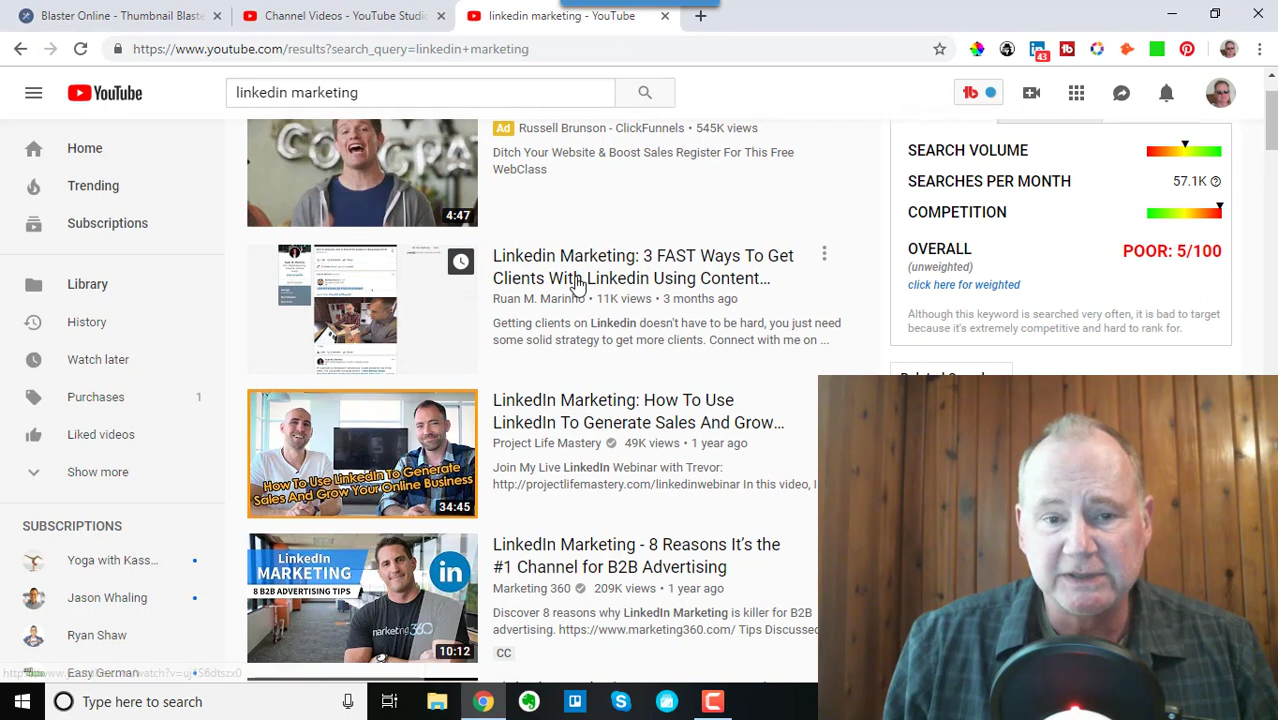 Blaster Online - Thumbnail Blaster
Channel Videos - YouTube Studio
linkedin marketing - YouTube
https://www.youtube.com/results?search_query=linkedin+marketing
43
YouTube
linkedin marketing
Home
Trending
Subscriptions
Library
History
Watch later
Purchases 1
Liked videos
Show more
SUBSCRIPTIONS
Yoga with Kass...
Jason Whaling
Ryan Shaw
Easy German
CONGRAT
4:47
Ad Russell Brunson - ClickFunnels • 545K views
Ditch Your Website & Boost Sales Register For This Free
WebClass
Linkedin Marketing: 3 FAST Ways To Get
Clients With Linkedin Using Content...
Ruan M. Marinho • 11K views • 3 months ago
Getting clients on Linkedin doesn't have to be hard, you just need
some solid strategy to get more clients. Connect with me on ...
How To Use LinkedIn To Generate
Sales And Grow Your Online Business
34:45
LinkedIn Marketing: How To Use
LinkedIn To Generate Sales And Grow...
Project Life Mastery 49K views • 1 year ago
Join My Live LinkedIn Webinar with Trevor:
http://projectlifemastery.com/linkedinwebinar In this video, I
LinkedIn
MARKETING
8 B2B ADVERTISING TIPS
in
marketing 360
10:12
LinkedIn Marketing - 8 Reasons It's the
#1 Channel for B2B Advertising
Marketing 360 209K views • 1 year ago
Discover 8 reasons why LinkedIn Marketing is killer for B2B
advertising. https://www.marketing360.com/ Tips Discussed
CC
SEARCH VOLUME
SEARCHES PER MONTH 57.1K
COMPETITION
OVERALL POOR: 5/100
(unweighted)
click here for weighted
Although this keyword is searched very often, it is bad to target
because it's extremely competitive and hard to rank for.
Type here to search